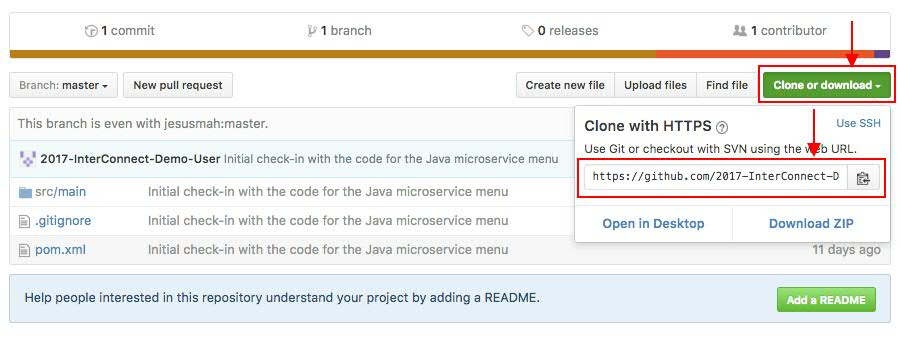 1 commit 1 branch 0 releases 1 contributor
Branch: master New pull request Create new file Upload files Find file Clone or download
This branch is even with jesusmah:master.
Clone with HTTPS ? Use SSH
Use Git or checkout with SVN using the web URL.
https://github.com/2017-InterConnect-D
Open in Desktop Download ZIP
2017-InterConnect-Demo-User Initial check-in with the code for the Java microservice menu
src/main Initial check-in with the code for the Java microservice menu
.gitignore Initial check-in with the code for the Java microservice menu
pom.xml Initial check-in with the code for the Java microservice menu 11 days ago
Help people interested in this repository understand your project by adding a README. Add a README